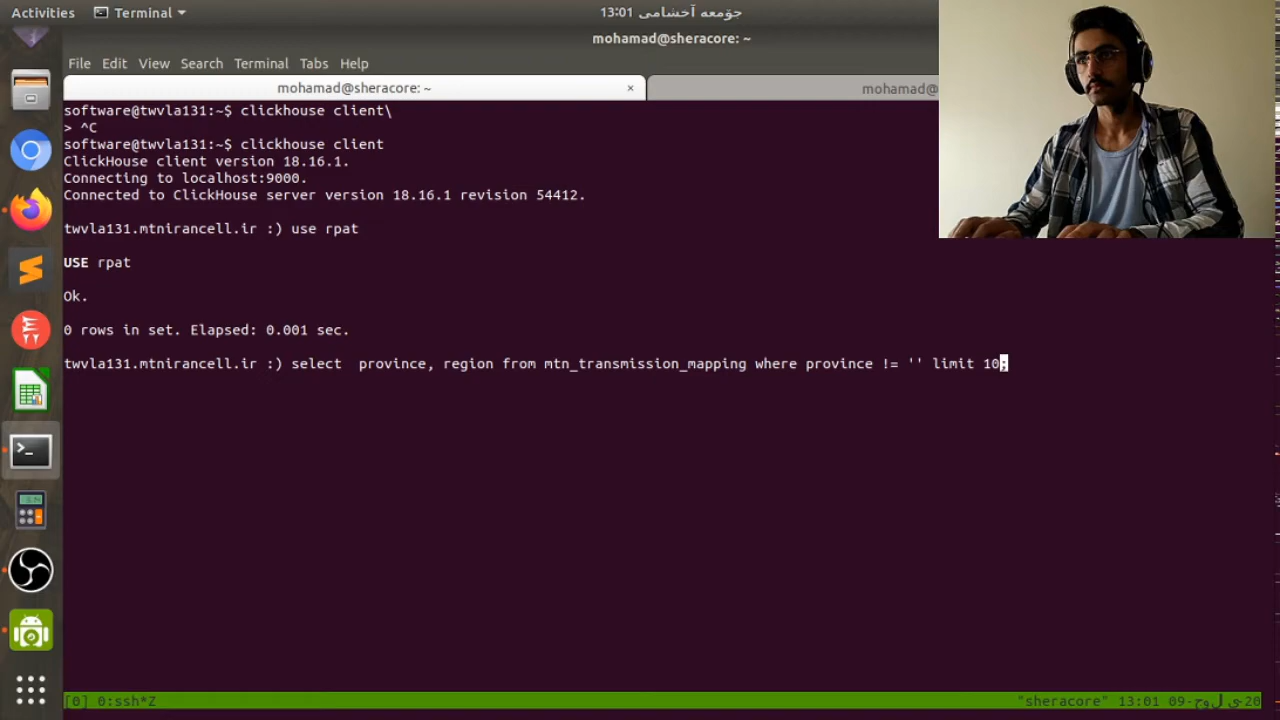 Activities
Terminal
جۆمعه آخشامی 13:01
mohamad@sheracore: ~
File Edit View Search Terminal Tabs Help
mohamad@sheracore: ~ ×
mohamad@
software@twvla131:~$ clickhouse client\
> ^C
software@twvla131:~$ clickhouse client
ClickHouse client version 18.16.1.
Connecting to localhost:9000.
Connected to ClickHouse server version 18.16.1 revision 54412.
twvla131.mtnirancell.ir :) use rpat
USE rpat
Ok.
0 rows in set. Elapsed: 0.001 sec.
twvla131.mtnirancell.ir :) select  province, region from mtn_transmission_mapping where province != '' limit 10;
[0] 0:ssh*Z
"sheracore" 13:01 09-